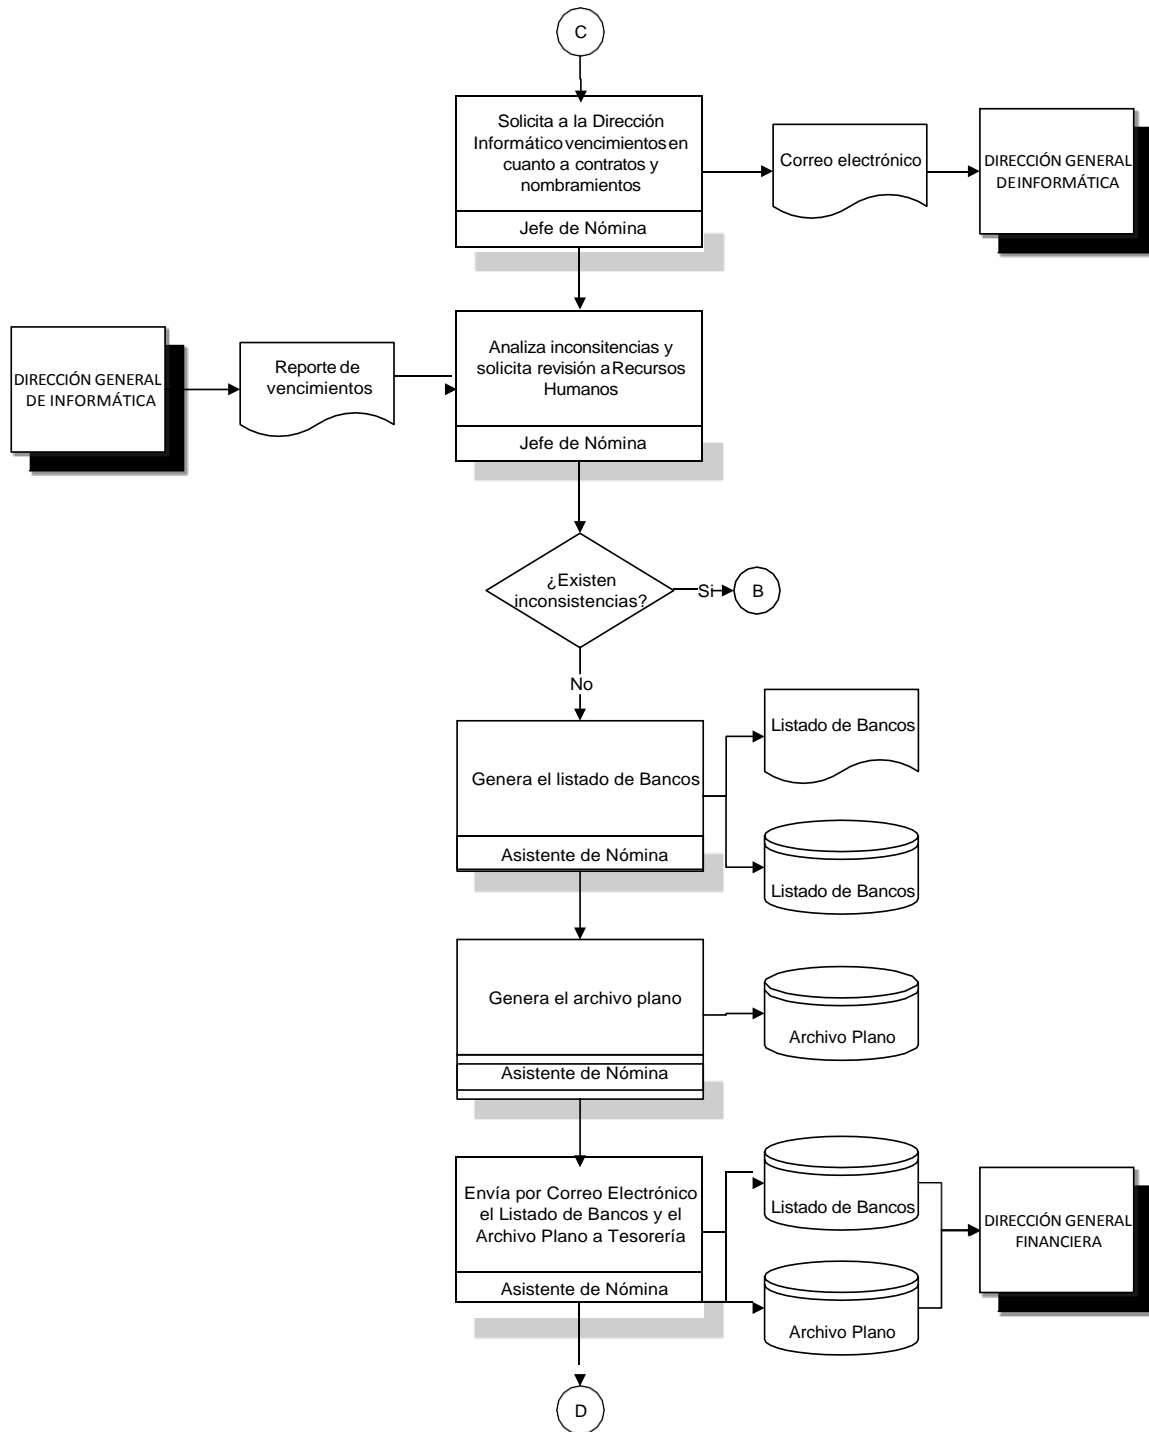 C
Solicita a la Dirección
Informático vencimientos en
cuanto a contratos y
nombramientos
Jefe de Nómina
Correo electrónico
DIRECCIÓN GENERAL
DE INFORMÁTICA
DIRECCIÓN GENERAL
DE INFORMÁTICA
Reporte de
vencimientos
Analiza inconsitencias y
solicita revisión a Recursos
Humanos
Jefe de Nómina
¿Existen
inconsistencias?
Si
B
No
Genera el listado de Bancos
Asistente de Nómina
Listado de Bancos
Listado de Bancos
Genera el archivo plano
Asistente de Nómina
Archivo Plano
Envía por Correo Electrónico
el Listado de Bancos y el
Archivo Plano a Tesorería
Asistente de Nómina
Listado de Bancos
Archivo Plano
DIRECCIÓN GENERAL
FINANCIERA
D